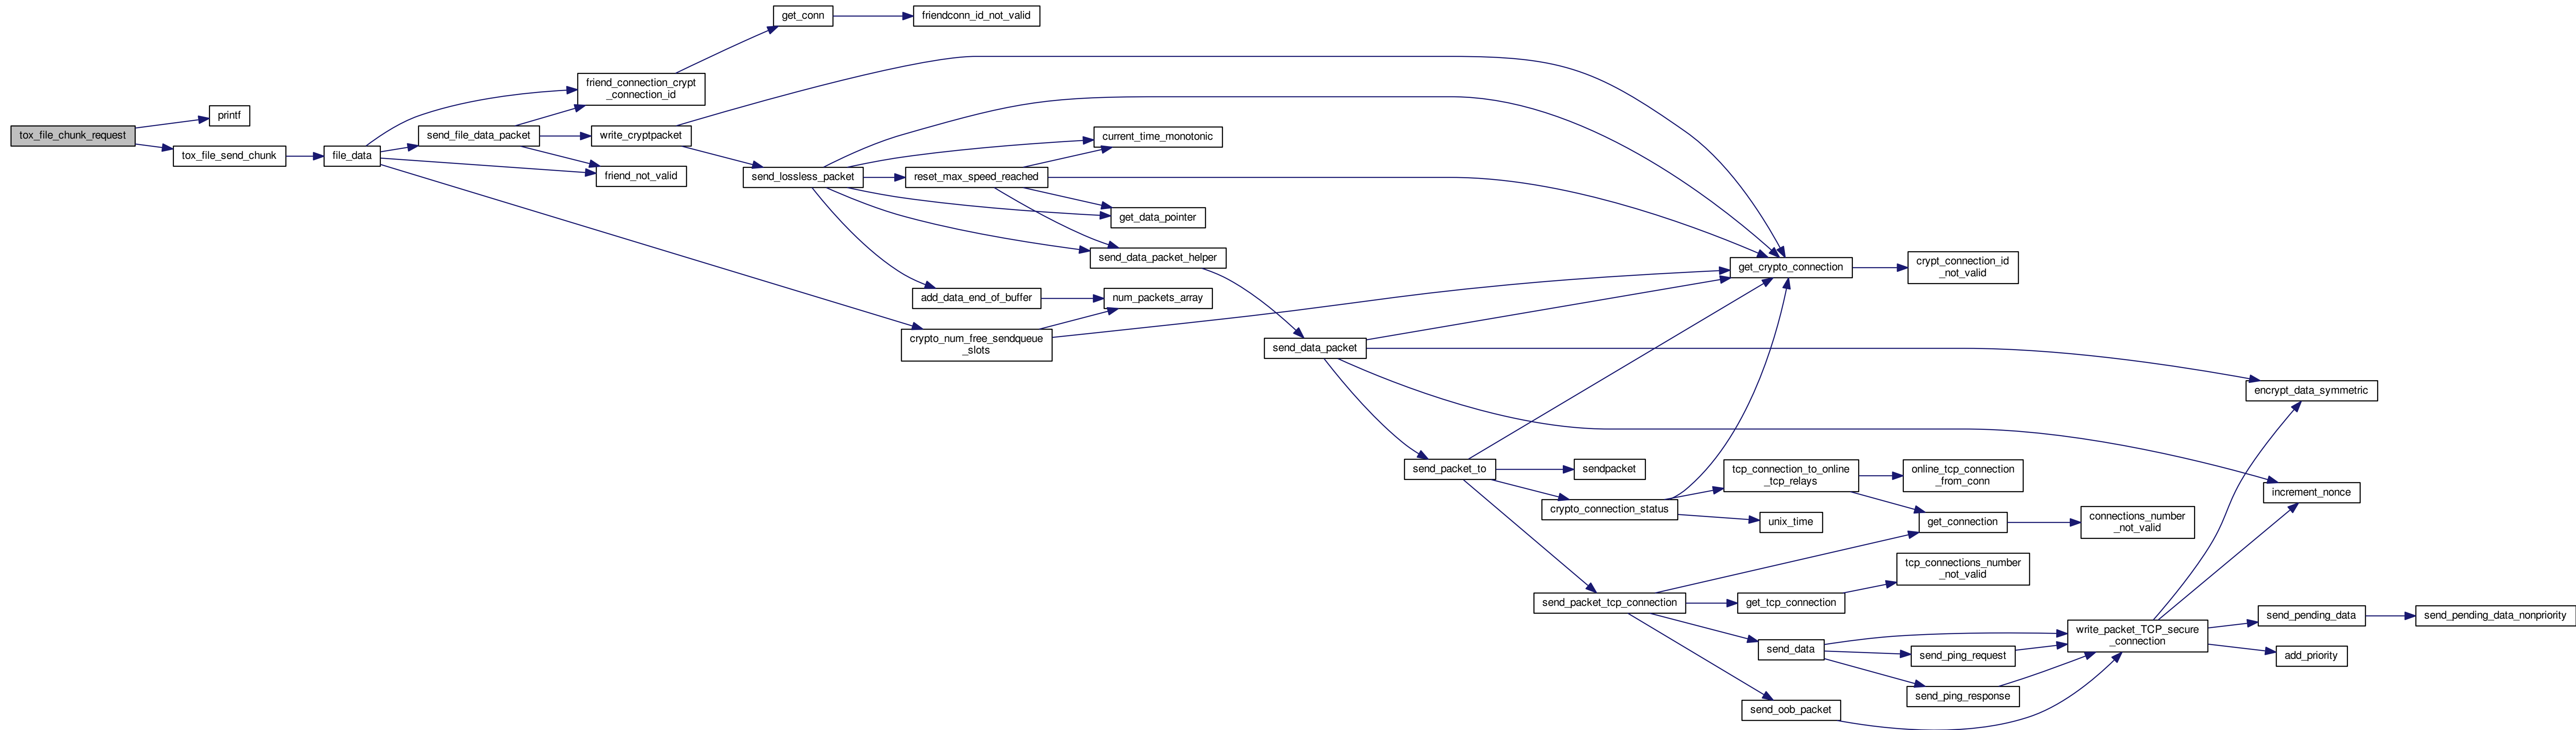 get_conn
friendconn_id_not_valid
friend_connection_crypt
_connection_id
printf
tox_file_chunk_request
send_file_data_packet
write_cryptpacket
current_time_monotonic
tox_file_send_chunk
file_data
friend_not_valid
send_lossless_packet
reset_max_speed_reached
get_data_pointer
send_data_packet_helper
get_crypto_connection
crypt_connection_id
_not_valid
add_data_end_of_buffer
num_packets_array
crypto_num_free_sendqueue
_slots
send_data_packet
encrypt_data_symmetric
send_packet_to
sendpacket
tcp_connection_to_online
_tcp_relays
online_tcp_connection
_from_conn
increment_nonce
crypto_connection_status
unix_time
get_connection
connections_number
_not_valid
tcp_connections_number
_not_valid
send_packet_tcp_connection
get_tcp_connection
send_pending_data
send_pending_data_nonpriority
write_packet_TCP_secure
_connection
send_data
send_ping_request
add_priority
send_ping_response
send_oob_packet